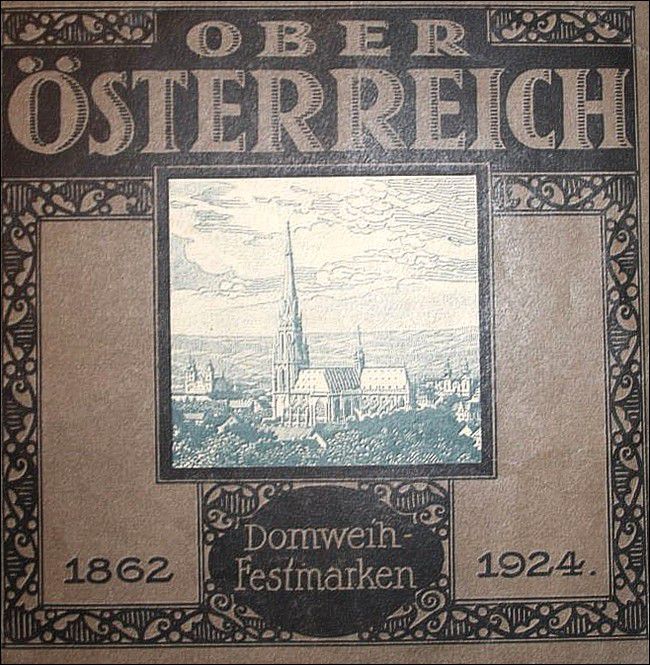 OBER
ÖSTERREICH
Domweih-
Festmarken
1862
1924.